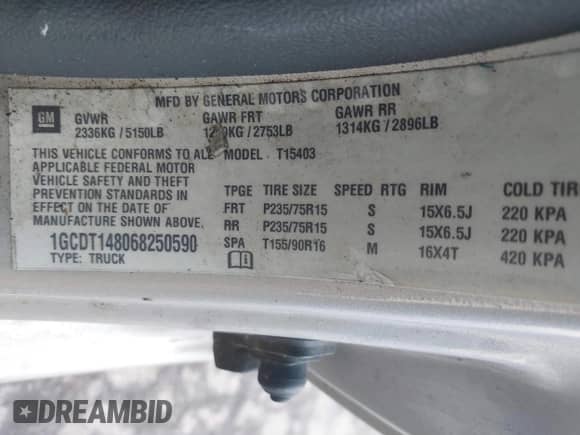 MFD BY GENERAL MOTORS CORPORATION
GM GVWR GAWR FRT GAWR RR
2336KG / 5150LB /2753LB 1314KG / 2896LB
THIS VEHICLE CONFORMS TO ALL MODEL T15403
APPLICABLE FEDERAL MOTOR
VEHICLE SAFETY AND THEFT
PREVENTION STANDARDS IN
EFFECT ON THE DATE OF
MANUFACTURE SHOWN ABOVE.
1GCDT148068250590
TYPE: TRUCK
TPGE TIRE SIZE SPEED RTG RIM COLD TI
FRT P235/75R15 S 15X6.5J 220 KPA
RR P235/75R15 S 15X6.5J 220 KPA
SPA T155/90R16 M 16X4T 420 KPA
DREAMBID